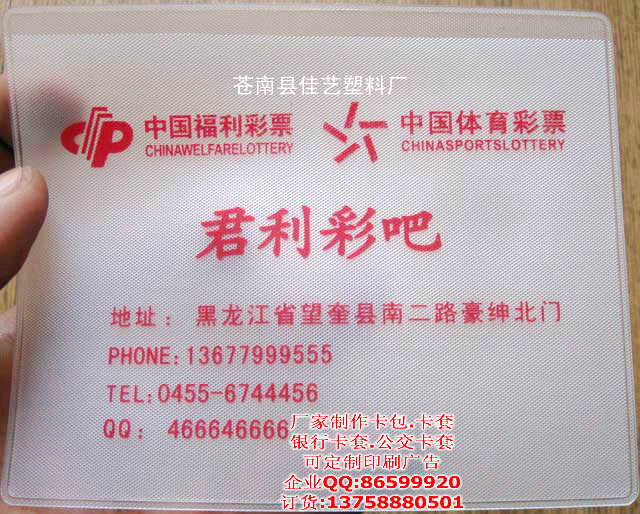 苍南县佳艺塑料厂
中国福利彩票
CHINAWELFARELOTTERY
中国体育彩票
CHINASPORTSLOTTERY
君利彩吧
地址：黑龙江省望奎县南二路豪绅北门
PHONE:13677999555
TEL:0455-6744456
QQ：466646666
厂家制作卡包.卡套
银行卡套.公交卡套
可定制印刷广告
企业QQ:86599920
订货:13758880501